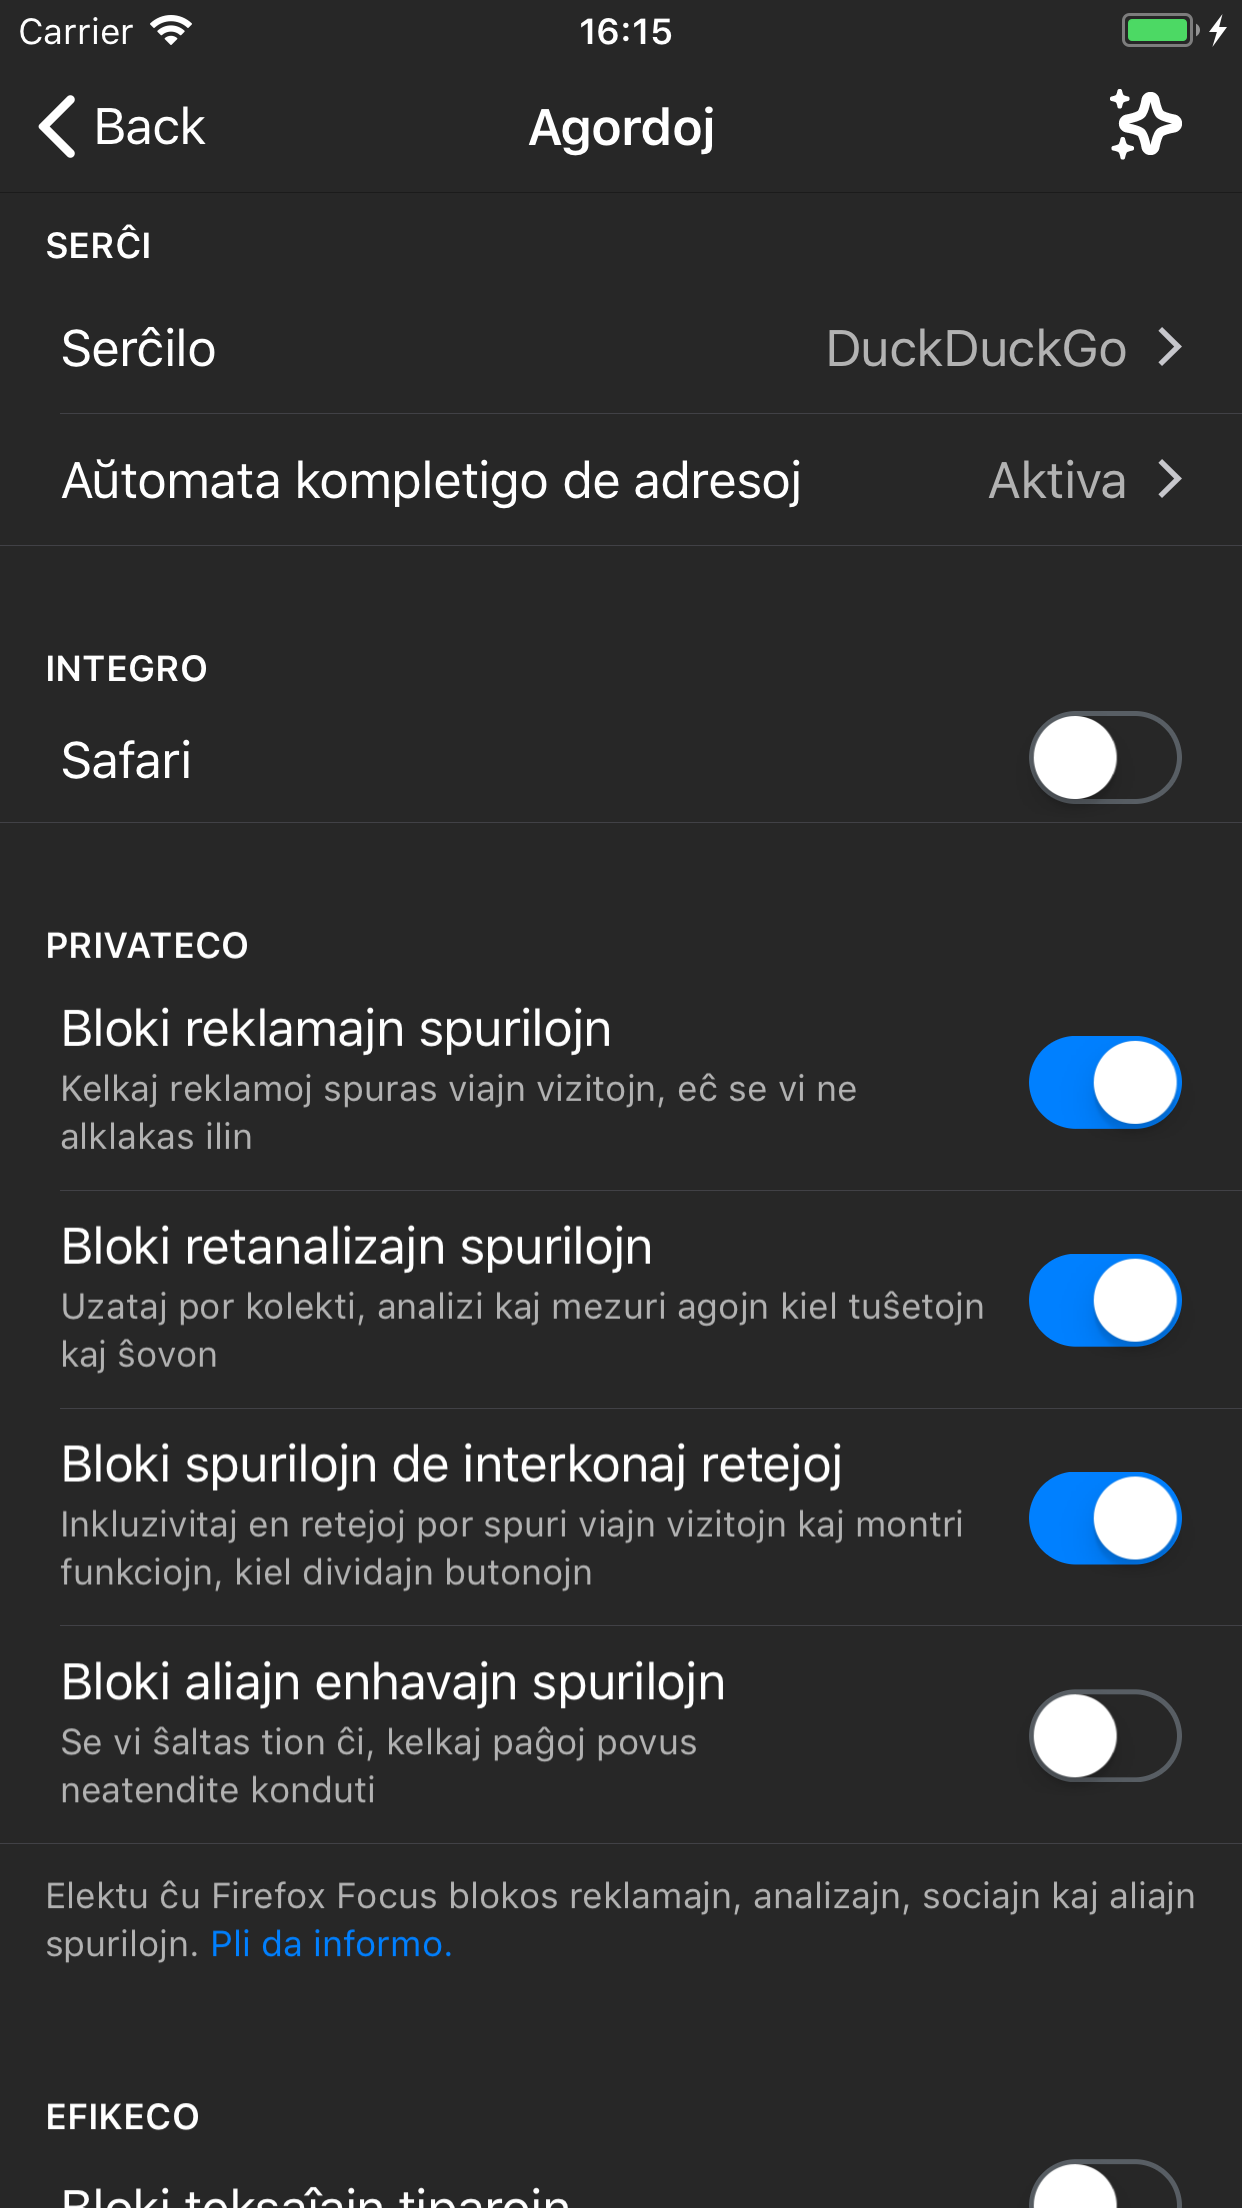 Carrier 16:15
Back Agordoj
SERĈI
Serĉilo DuckDuckGo
Aŭtomata kompletigo de adresoj Aktiva
INTEGRO
Safari
PRIVATECO
Bloki reklamajn spurilojn
Kelkaj reklamoj spuras viajn vizitojn, eĉ se vi ne
alklakas ilin
Bloki retanalizajn spurilojn
Uzataj por kolekti, analizi kaj mezuri agojn kiel tuŝetojn
kaj ŝovon
Bloki spurilojn de interkonaj retejoj
Inkluzivitaj en retejoj por spuri viajn vizitojn kaj montri
funkciojn, kiel dividajn butonojn
Bloki aliajn enhavajn spurilojn
Se vi ŝaltas tion ĉi, kelkaj paĝoj povus
neatendite konduti
Elektu ĉu Firefox Focus blokos reklamajn, analizajn, sociajn kaj aliajn
spurilojn. Pli da informo.
EFIKECO
Bloki teksaĵajn tiparojn